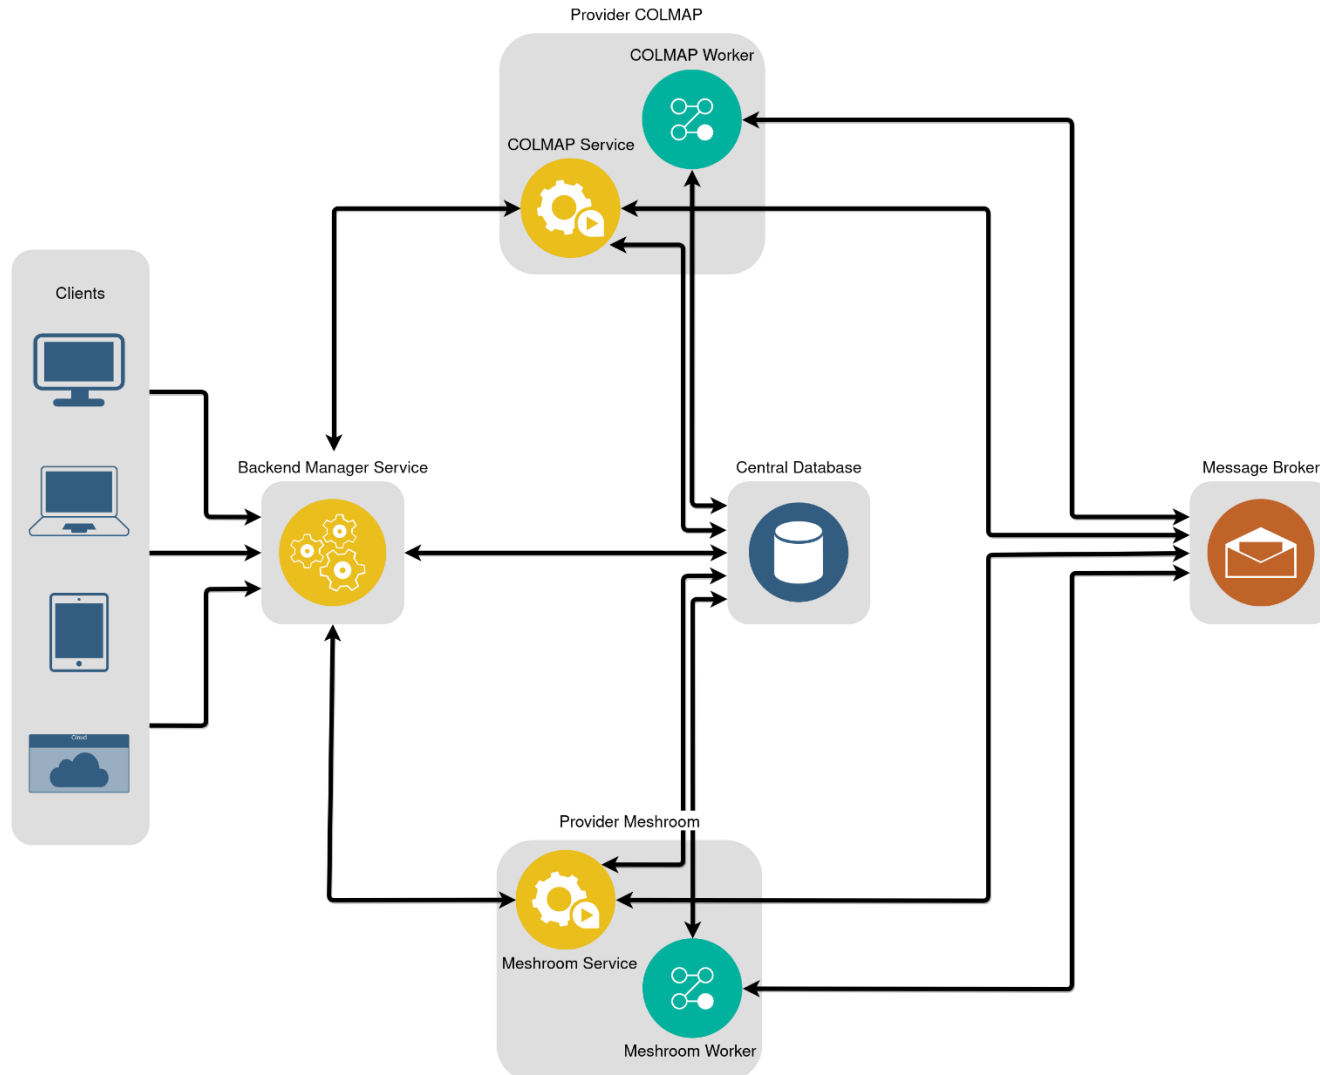 Provider COLMAP
COLMAP Worker
COLMAP Service
Clients
Backend Manager Service
Central Database
Message Broker
Cloud
Provider Meshroom
Meshroom Service
Meshroom Worker